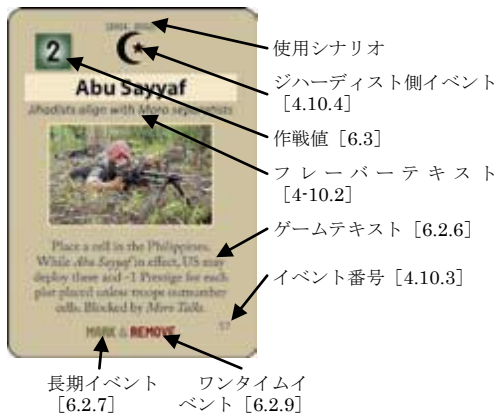 使用シナリオ
2
ジハーディスト側イベント
［4.10.4］
Abu Sayyaf
作戦値［6.3］
Jihadists align with Moro separatists
フレーバーテキスト
［4-10.2］
ゲームテキスト［6.2.6］
Place a cell in the Philippines.
While Abu Sayyaf in effect, US may
deploy there and -1 Prestige for each
plot placed unless troops outnumber
cells. Blocked by Moro Talks.
イベント番号［4.10.3］
57
MARK & REMOVE
長期イベント
［6.2.7］
ワンタイムイ
ベント［6.2.9］